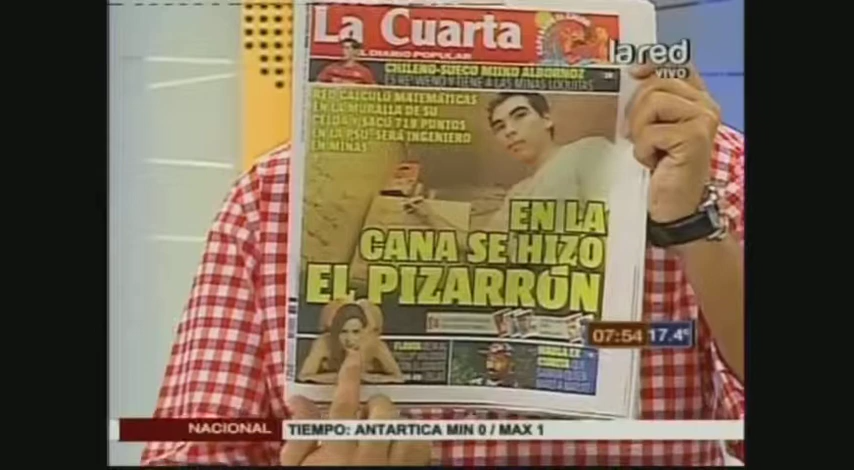 La Cuarta
EL DIARIO POPULAR
la red
VIVO
CHILENO-SUECO MIIKO ALBORNOZ
ES RE' WENO Y TIENE A LAS MINAS LOQUITAS
REO CALCULÓ MATEMÁTICAS
EN LA MURALLA DE SU
CELDA Y SACÓ 718 PUNTOS
EN LA PSU: SERÁ INGENIERO
EN MINAS
EN LA
CANA SE HIZO
EL PIZARRÓN
07:54 17.4°
NACIONAL
TIEMPO: ANTARTICA MIN 0 / MAX 1